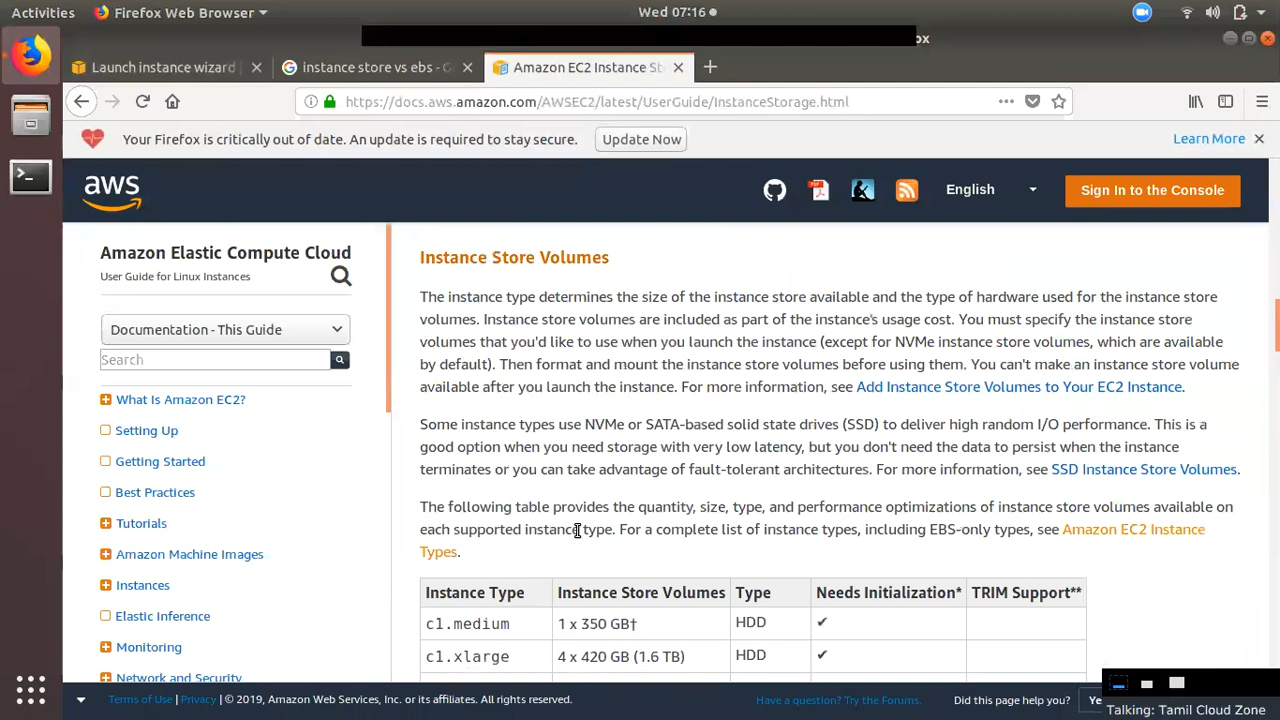 Activities Firefox Web Browser Wed 07:16
ox
Launch instance wizard instance store vs ebs - G Amazon EC2 Instance St
https://docs.aws.amazon.com/AWSEC2/latest/UserGuide/InstanceStorage.html
Your Firefox is critically out of date. An update is required to stay secure. Update Now Learn More
aws English Sign In to the Console
Amazon Elastic Compute Cloud
User Guide for Linux Instances
Documentation - This Guide
Search
What Is Amazon EC2?
Setting Up
Getting Started
Best Practices
Tutorials
Amazon Machine Images
Instances
Elastic Inference
Monitoring
Network and Security
Instance Store Volumes
The instance type determines the size of the instance store available and the type of hardware used for the instance store
volumes. Instance store volumes are included as part of the instance's usage cost. You must specify the instance store
volumes that you'd like to use when you launch the instance (except for NVMe instance store volumes, which are available
by default). Then format and mount the instance store volumes before using them. You can't make an instance store volume
available after you launch the instance. For more information, see Add Instance Store Volumes to Your EC2 Instance.
Some instance types use NVMe or SATA-based solid state drives (SSD) to deliver high random I/O performance. This is a
good option when you need storage with very low latency, but you don't need the data to persist when the instance
terminates or you can take advantage of fault-tolerant architectures. For more information, see SSD Instance Store Volumes.
The following table provides the quantity, size, type, and performance optimizations of instance store volumes available on
each supported instance type. For a complete list of instance types, including EBS-only types, see Amazon EC2 Instance
Types.
Instance Type Instance Store Volumes Type Needs Initialization* TRIM Support**
c1.medium 1 x 350 GB† HDD ✔
c1.xlarge 4 x 420 GB (1.6 TB) HDD ✔
Terms of Use | Privacy | © 2019, Amazon Web Services, Inc. or its affiliates. All rights reserved. Have a question? Try the Forums. Did this page help you? Ye
Talking: Tamil Cloud Zone